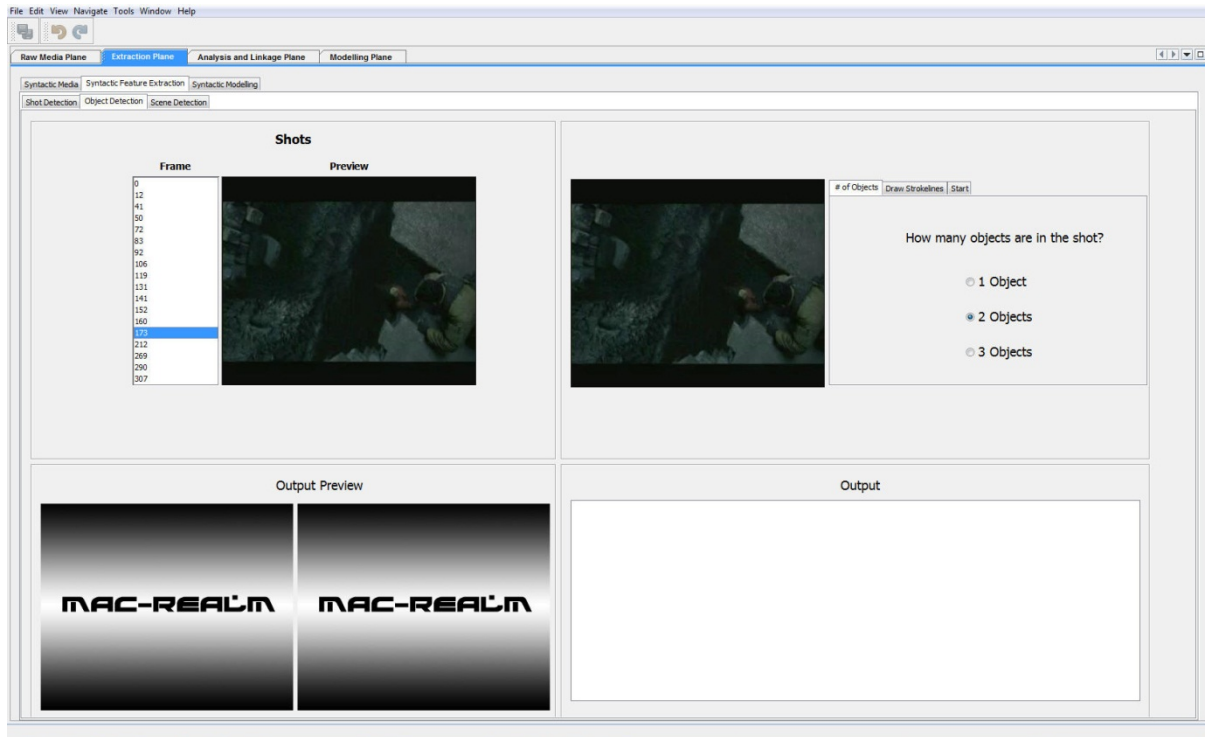 File Edit View Navigate Tools Window Help
Raw Media Plane Extraction Plane Analysis and Linkage Plane Modelling Plane
Syntactic Media Syntactic Feature Extraction Syntactic Modelling
Shot Detection Object Detection Scene Detection
Shots
Frame Preview
0
12
41
50
72
83
92
106
119
131
141
152
160
173
212
269
290
307
# of Objects Draw Strokelines Start
How many objects are in the shot?
1 Object
2 Objects
3 Objects
Output Preview
MAC-REALM MAC-REALM
Output